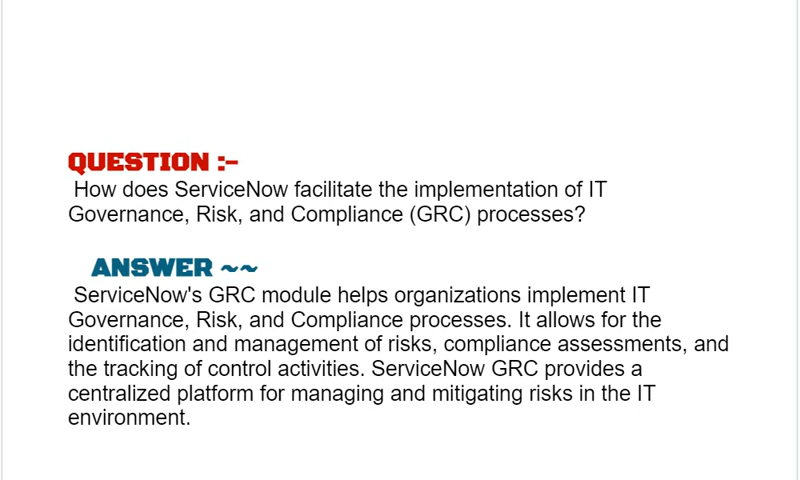 QUESTION :-
How does ServiceNow facilitate the implementation of IT
Governance, Risk, and Compliance (GRC) processes?
ANSWER ~~
ServiceNow's GRC module helps organizations implement IT
Governance, Risk, and Compliance processes. It allows for the
identification and management of risks, compliance assessments, and
the tracking of control activities. ServiceNow GRC provides a
centralized platform for managing and mitigating risks in the IT
environment.